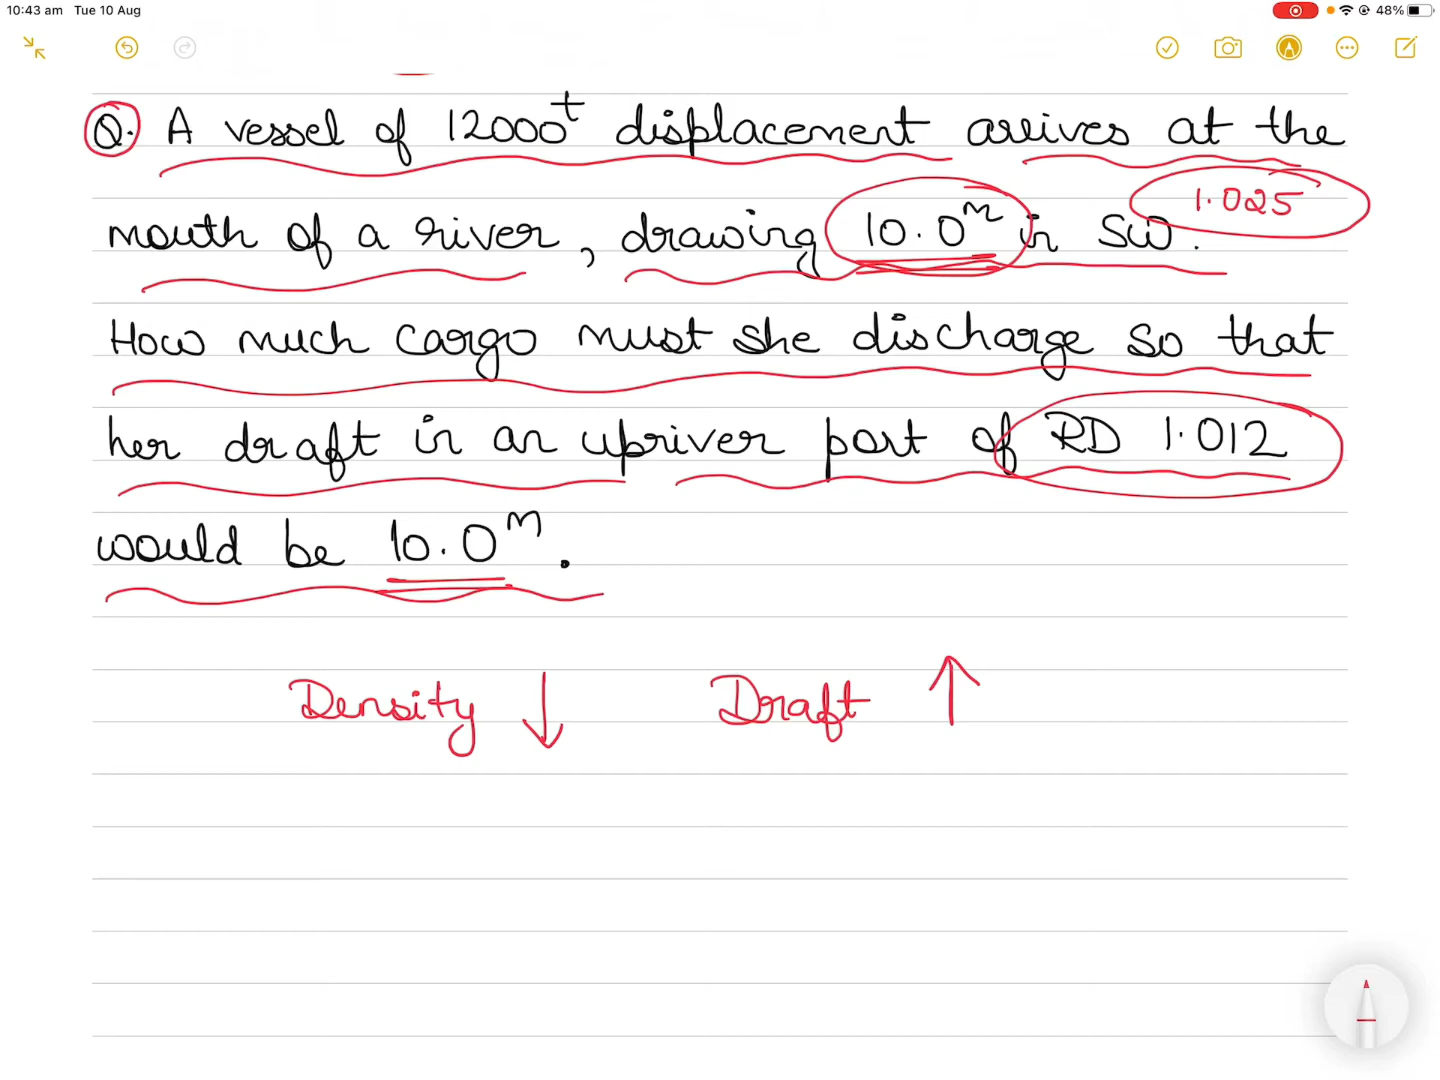 10:43 am Tue 10 Aug
48%
Q. A vessel of 12000t displacement arrives at the
1.025
mouth of a river, drawing 10.0m in SW.
How much cargo must she discharge so that
her draft in an upriver port of RD 1.012
would be 10.0m.
Density ↓ Draft ↑